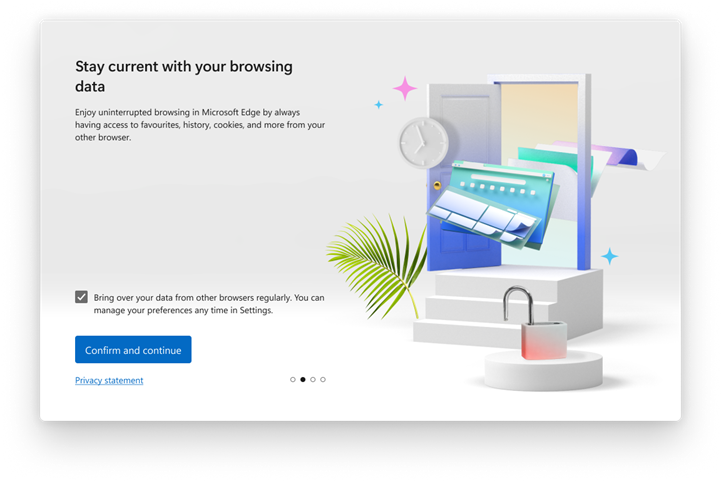 Stay current with your browsing
data
Enjoy uninterrupted browsing in Microsoft Edge by always
having access to favourites, history, cookies, and more from your
other browser.
Bring over your data from other browsers regularly. You can
manage your preferences any time in Settings.
Confirm and continue
Privacy statement